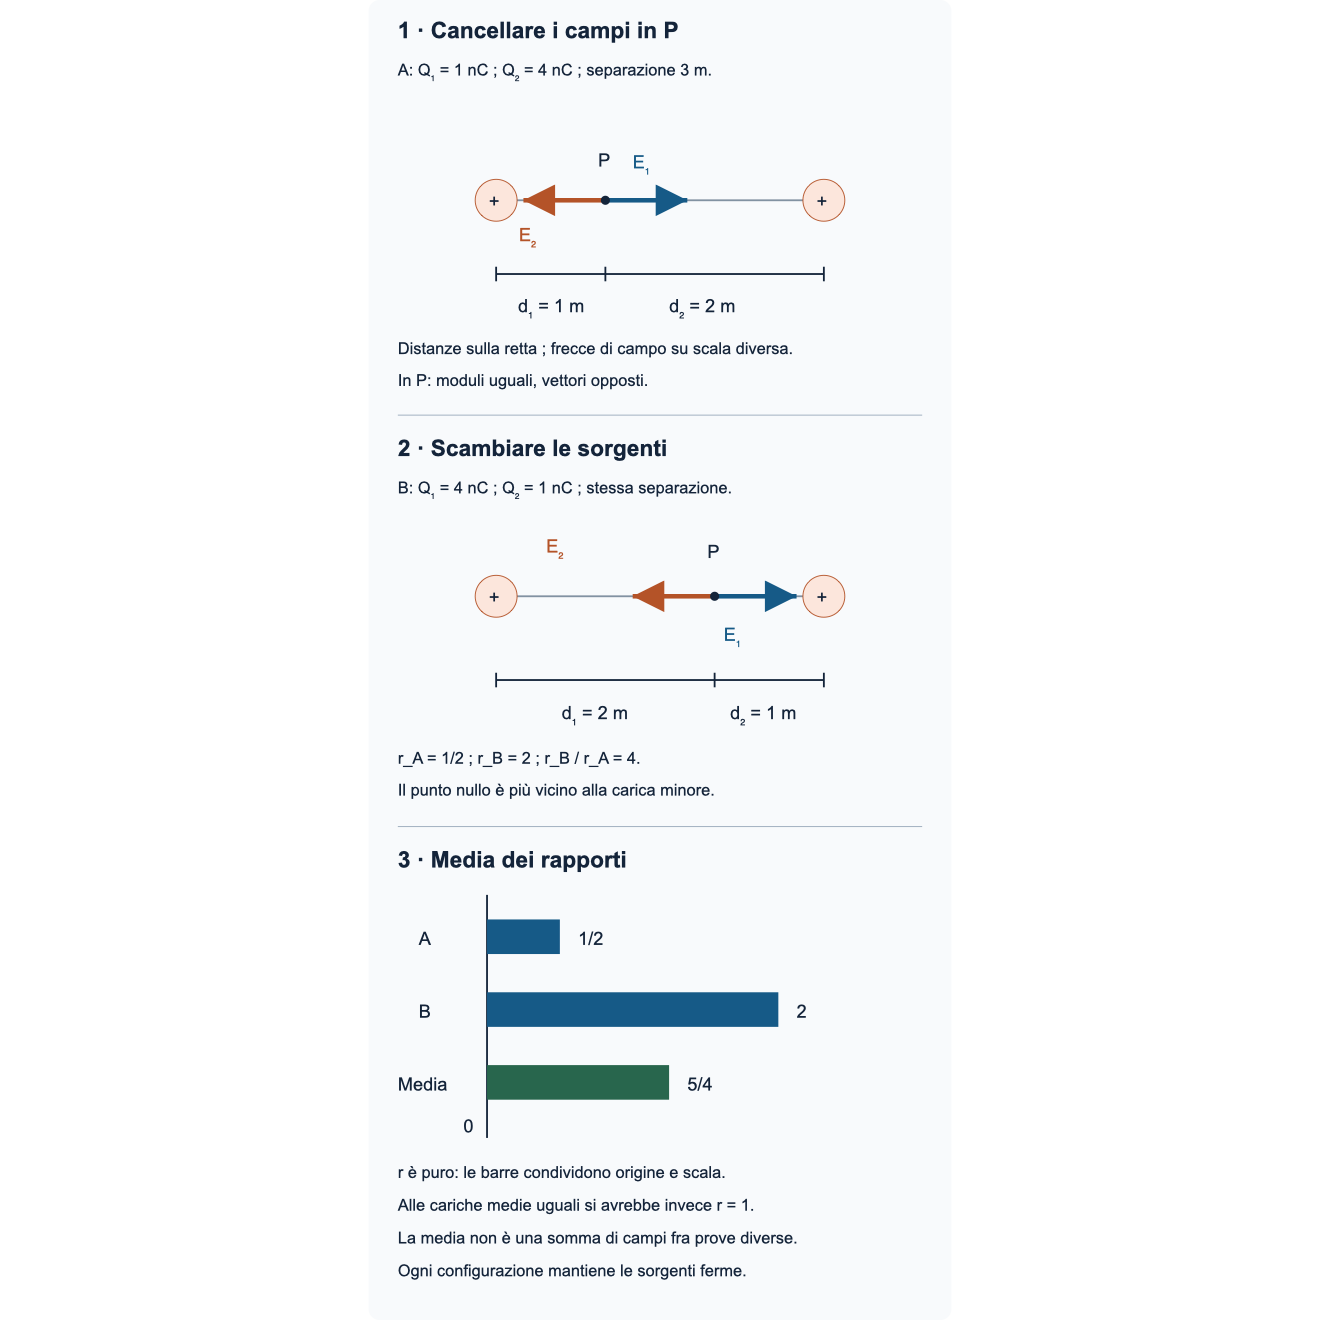 1 · Cancellare i campi in P
A: Q₁ = 1 nC ; Q₂ = 4 nC ; separazione 3 m.
P E₁
+ +
E₂
d₁ = 1 m d₂ = 2 m
Distanze sulla retta ; frecce di campo su scala diversa.
In P: moduli uguali, vettori opposti.
2 · Scambiare le sorgenti
B: Q₁ = 4 nC ; Q₂ = 1 nC ; stessa separazione.
E₂ P
+ +
E₁
d₁ = 2 m d₂ = 1 m
r_A = 1/2 ; r_B = 2 ; r_B / r_A = 4.
Il punto nullo è più vicino alla carica minore.
3 · Media dei rapporti
A 1/2
B 2
Media 5/4
0
r è puro: le barre condividono origine e scala.
Alle cariche medie uguali si avrebbe invece r = 1.
La media non è una somma di campi fra prove diverse.
Ogni configurazione mantiene le sorgenti ferme.